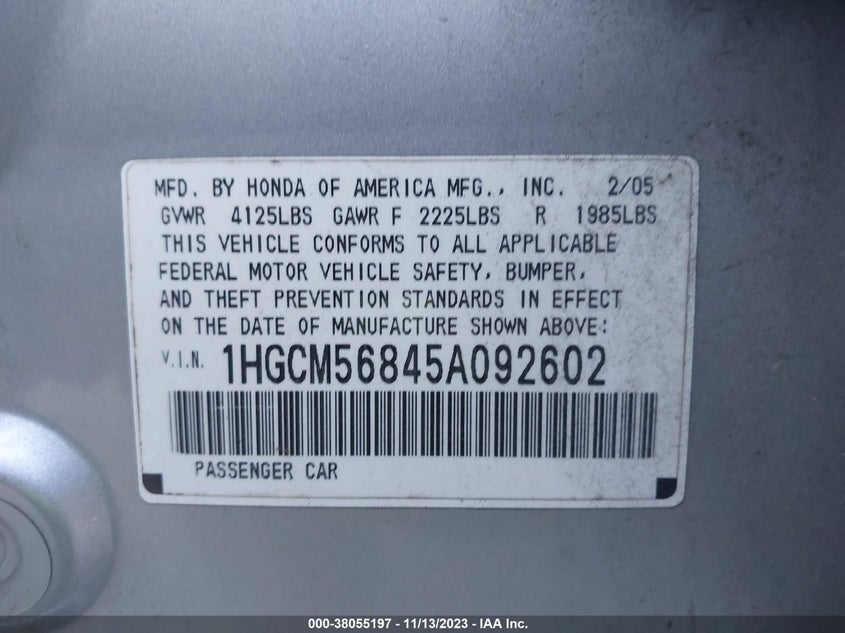 MFD. BY HONDA OF AMERICA MFG., INC. 2/05
GVWR 4125LBS GAWR F 2225LBS R 1985LBS
THIS VEHICLE CONFORMS TO ALL APPLICABLE
FEDERAL MOTOR VEHICLE SAFETY, BUMPER,
AND THEFT PREVENTION STANDARDS IN EFFECT
ON THE DATE OF MANUFACTURE SHOWN ABOVE:
V.I.N. 1HGCM56845A092602
PASSENGER CAR
000-38055197 - 11/13/2023 - IAA Inc.